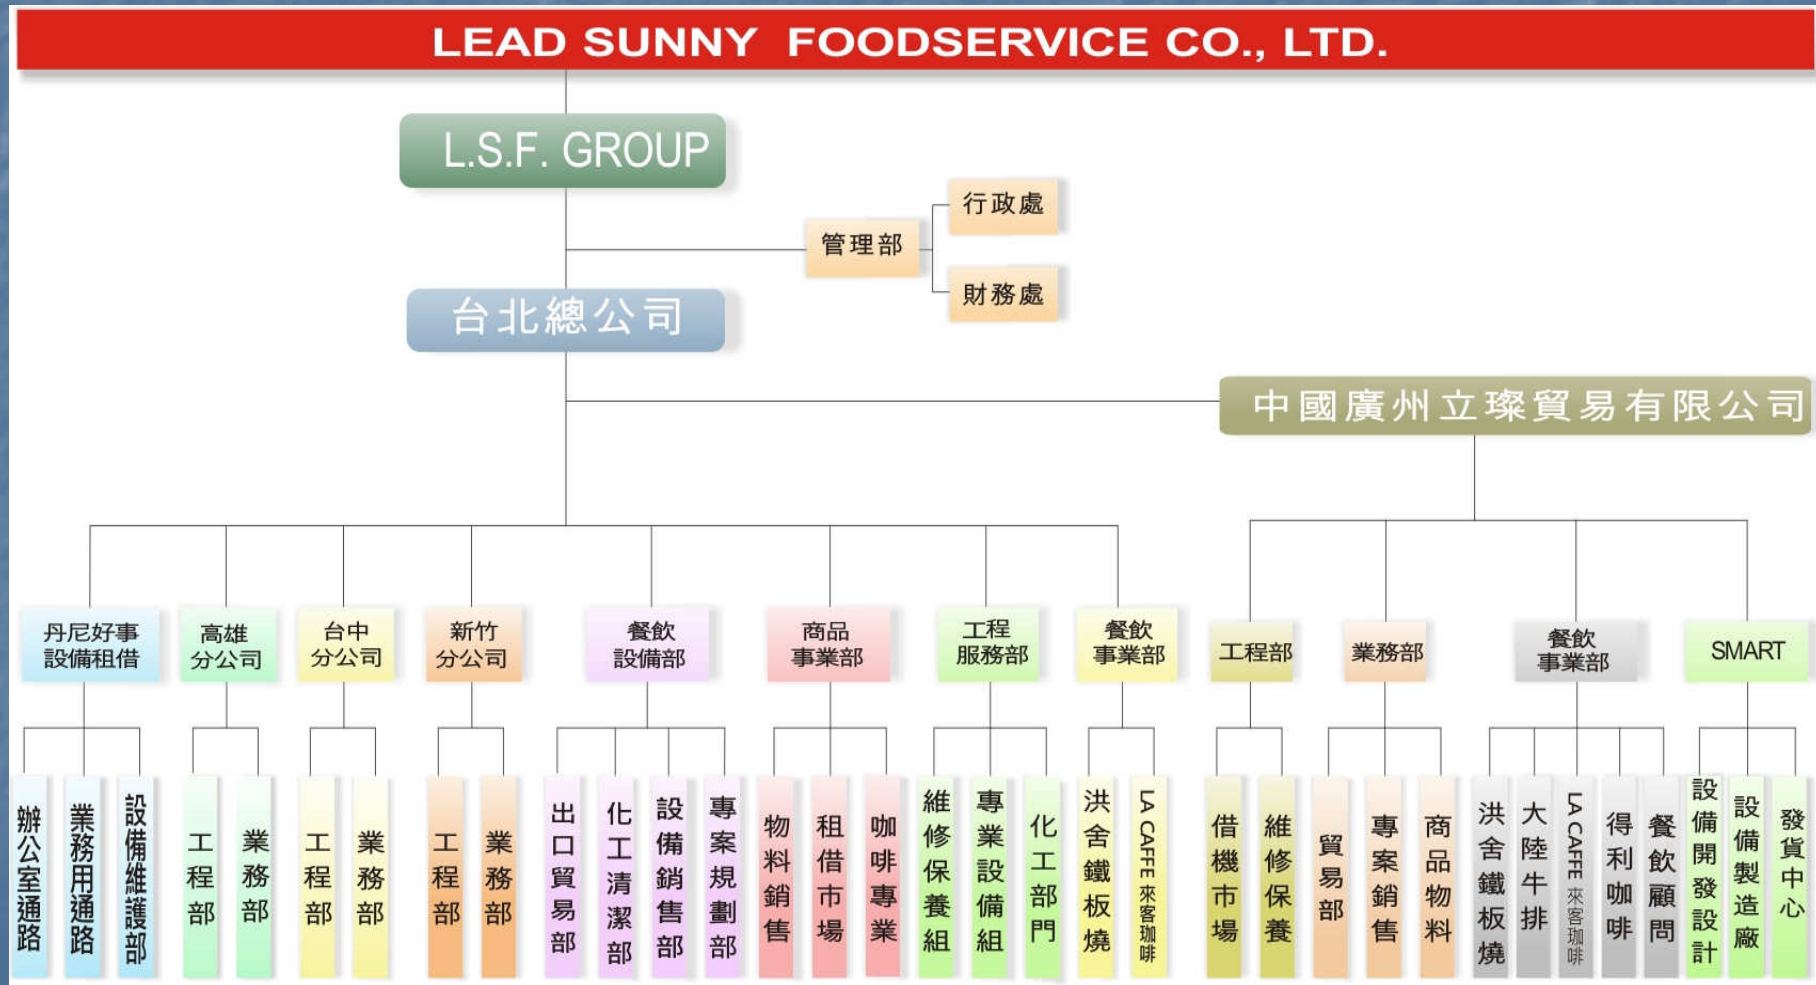 LEAD SUNNY FOODSERVICE CO., LTD.
L.S.F. GROUP
行政處
管理部
財務處
台北總公司
中國廣州立璨貿易有限公司
丹尼好事
設備租借
高雄
分公司
台中
分公司
新竹
分公司
餐飲
設備部
商品
事業部
工程
服務部
餐飲
事業部
工程部
業務部
餐飲
事業部
SMART
辦公室通路
業務用通路
設備維護部
工程部
業務部
工程部
業務部
工程部
業務部
出口貿易部
化工清潔部
設備銷售部
專案規劃部
物料銷售
租借市場
咖啡專業
維修保養組
專業設備組
化工部門
洪舍鐵板燒
LA CAFFE 來客珈啡
借機市場
維修保養
貿易部
專案銷售
商品物料
洪舍鐵板燒
大陸牛排
LA CAFFE 來客珈啡
得利咖啡
餐飲顧問
設備開發設計
設備製造廠
發貨中心